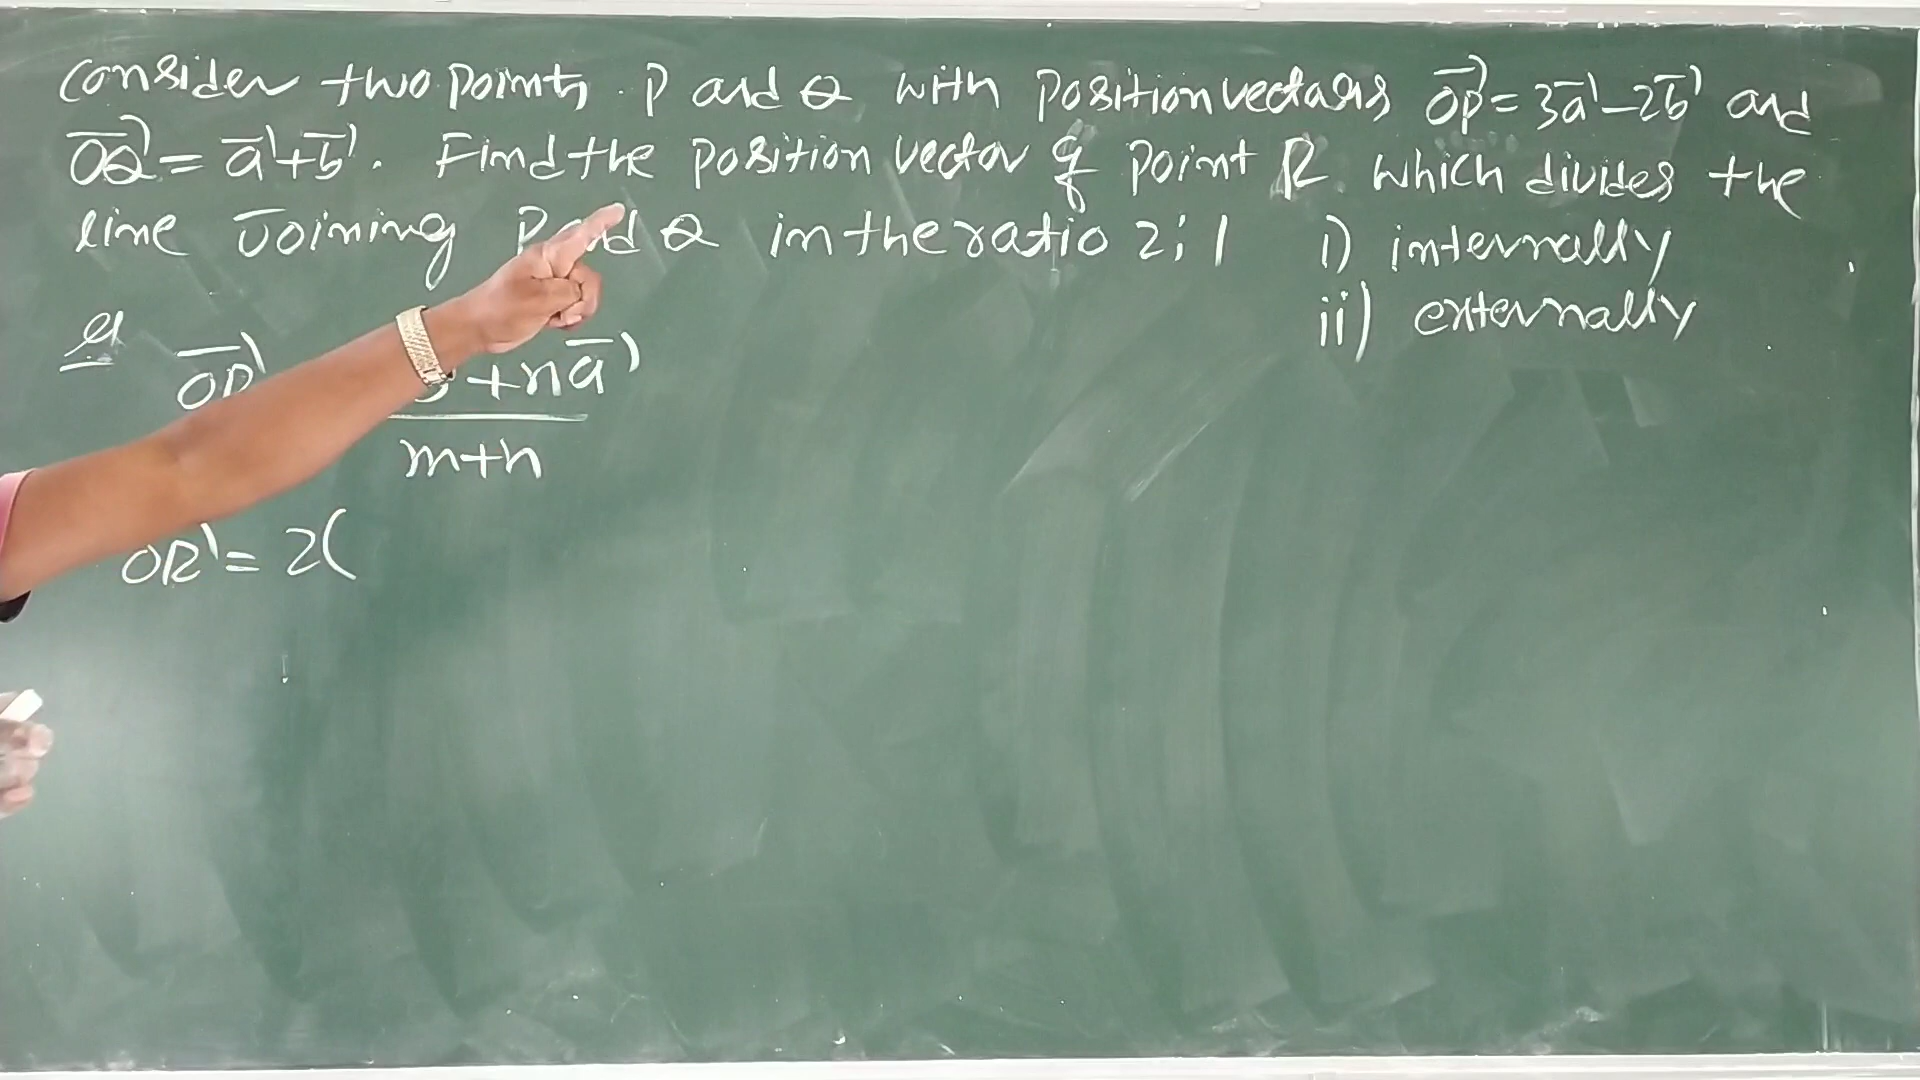 Consider two points P and Q with position vectors OP⃗ = 3a⃗ - 2b⃗ and
OQ⃗ = a⃗ + b⃗. Find the position vector of point R which divides the
line Joining P and Q in the ratio 2:1 i) internally
ii) externally
+ na⃗
m+n
OR⃗ = 2(